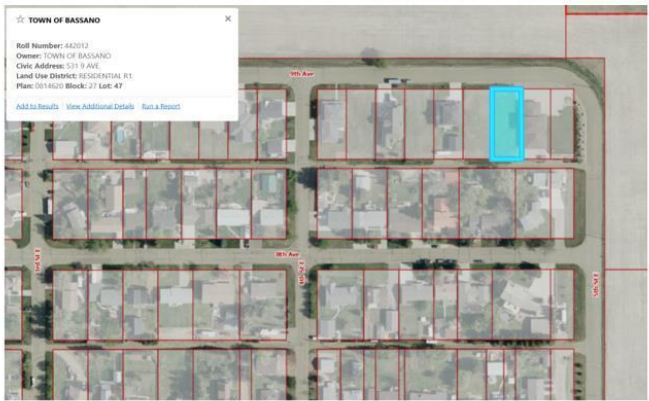 TOWN OF BASSANO
Roll Number: 442012
Owner: TOWN OF BASSANO
Civic Address: 531 9 AVE
Land Use District: RESIDENTIAL R1
Plan: 0814620 Block: 27 Lot: 47
Add to Results View Additional Details Run a Report
9th Ave
8th Ave